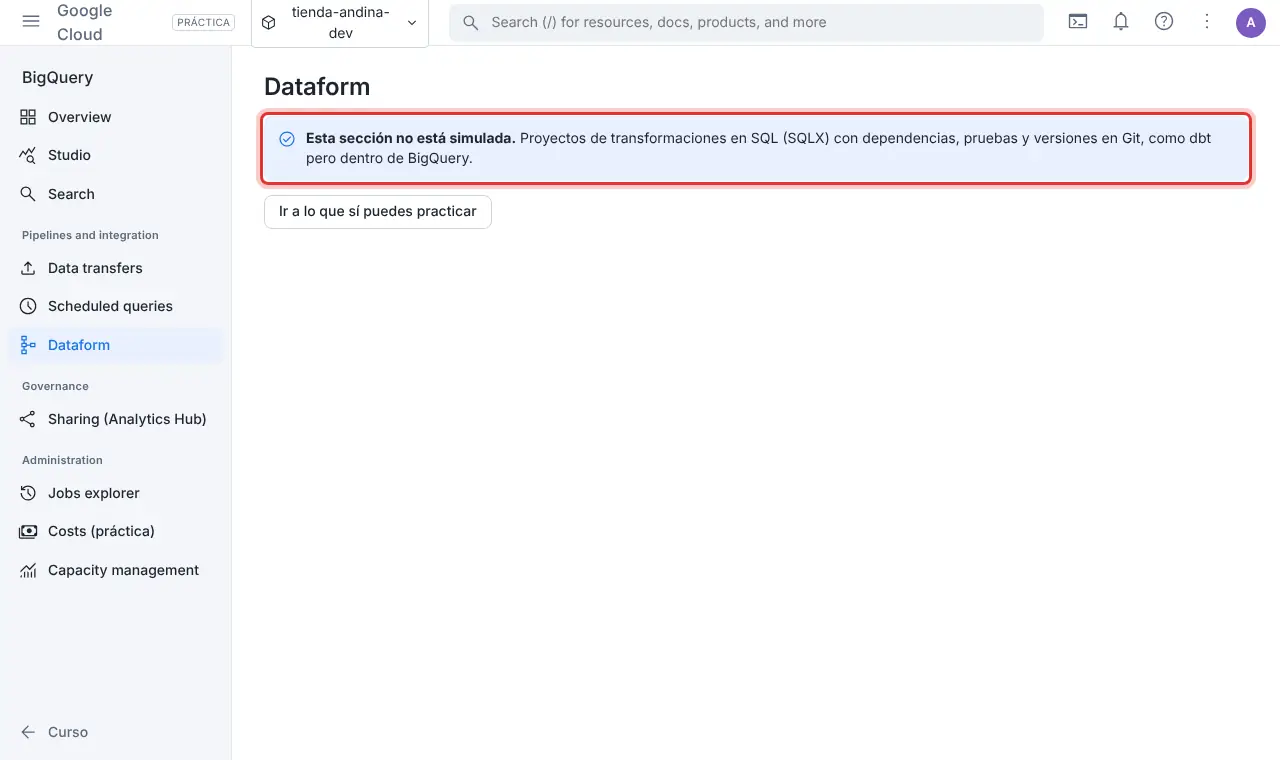 Google
Cloud
PRÁCTICA
tienda-andina-
dev
Search (/) for resources, docs, products, and more
A
BigQuery
Overview
Studio
Search
Pipelines and integration
Data transfers
Scheduled queries
Dataform
Governance
Sharing (Analytics Hub)
Administration
Jobs explorer
Costs (práctica)
Capacity management
Curso
Dataform
Esta sección no está simulada. Proyectos de transformaciones en SQL (SQLX) con dependencias, pruebas y versiones en Git, como dbt
pero dentro de BigQuery.
Ir a lo que sí puedes practicar